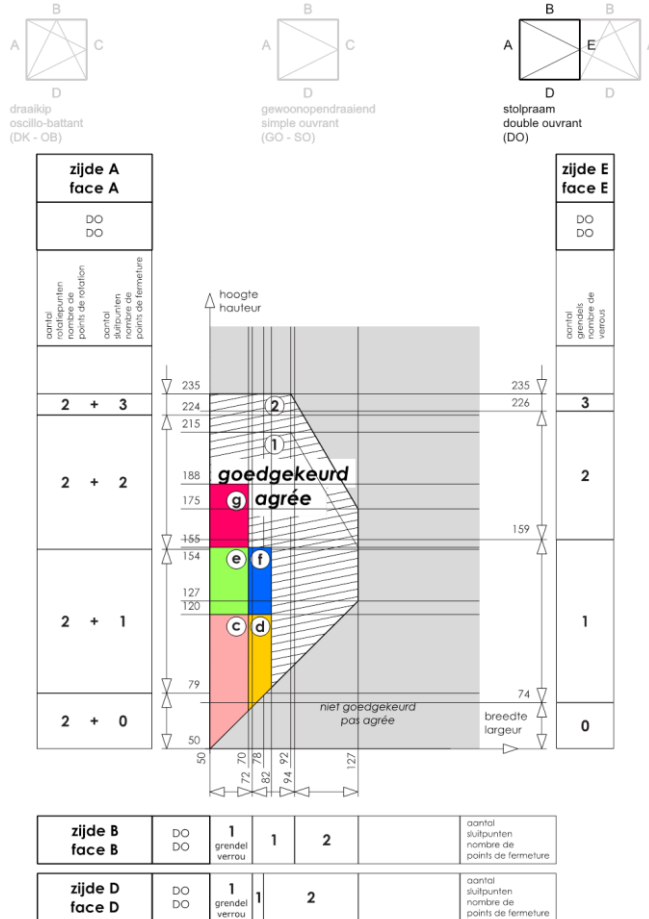 B
A
C
D
draaikip
oscillo-battant
(DK - OB)
B
A
C
D
gewoonopendraaiend
simple ouvrant
(GO - SO)
B
A
E
D
B
A
D
stolpraam
double ouvrant
(DO)
zijde A
face A
DO
DO
aantal
rotatiepunten
nombre de
points de rotation
aantal
sluitpunten
nombre de
points de fermeture
2 + 3
2 + 2
2 + 1
2 + 0
hoogte
hauteur
235
224
215
188
175
155
154
127
120
79
50
2
1
goedgekeurd
agrée
g
e
f
c
d
niet goedgekeurd
pas agrée
breedte
largeur
50
70
72
78
82
92
94
127
235
226
159
74
zijde E
face E
DO
DO
aantal
grendels
nombre de
verrous
3
2
1
0
zijde B
face B
DO
DO
1
grendel
verrou
1
2
aantal
sluitpunten
nombre de
points de fermeture
zijde D
face D
DO
DO
1
grendel
verrou
1
2
aantal
sluitpunten
nombre de
points de fermeture